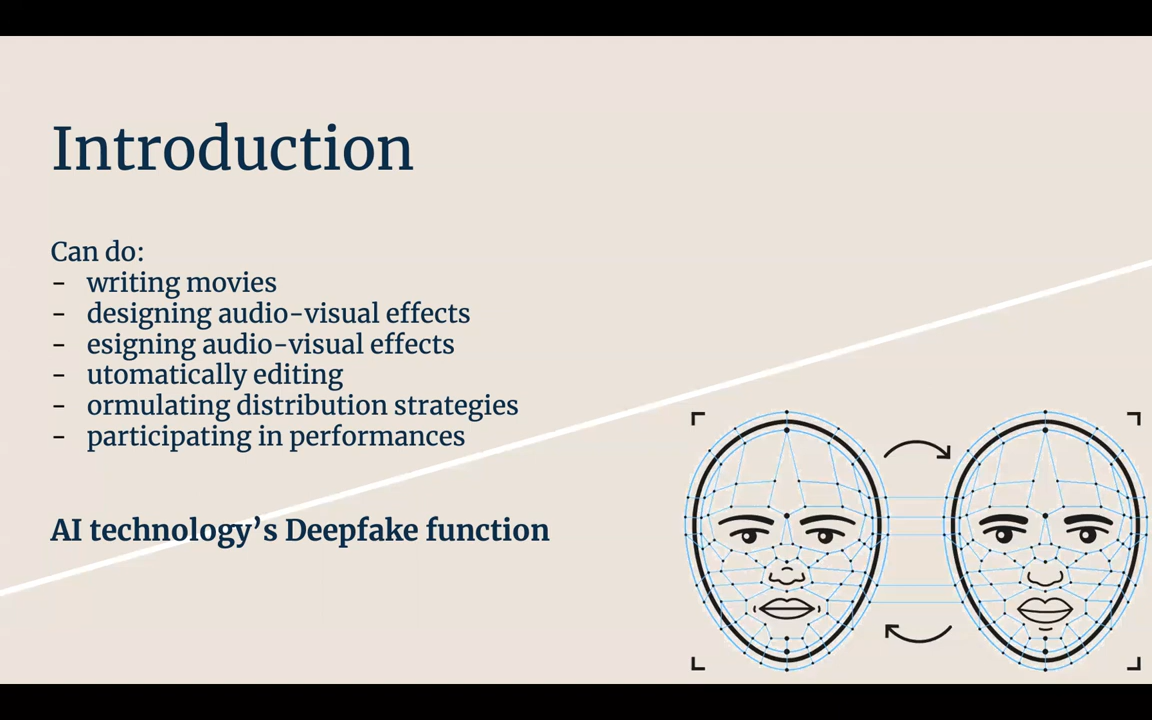 Introduction
Can do:
- writing movies
- designing audio-visual effects
- esigning audio-visual effects
- utomatically editing
- ormulating distribution strategies
- participating in performances
AI technology’s Deepfake function